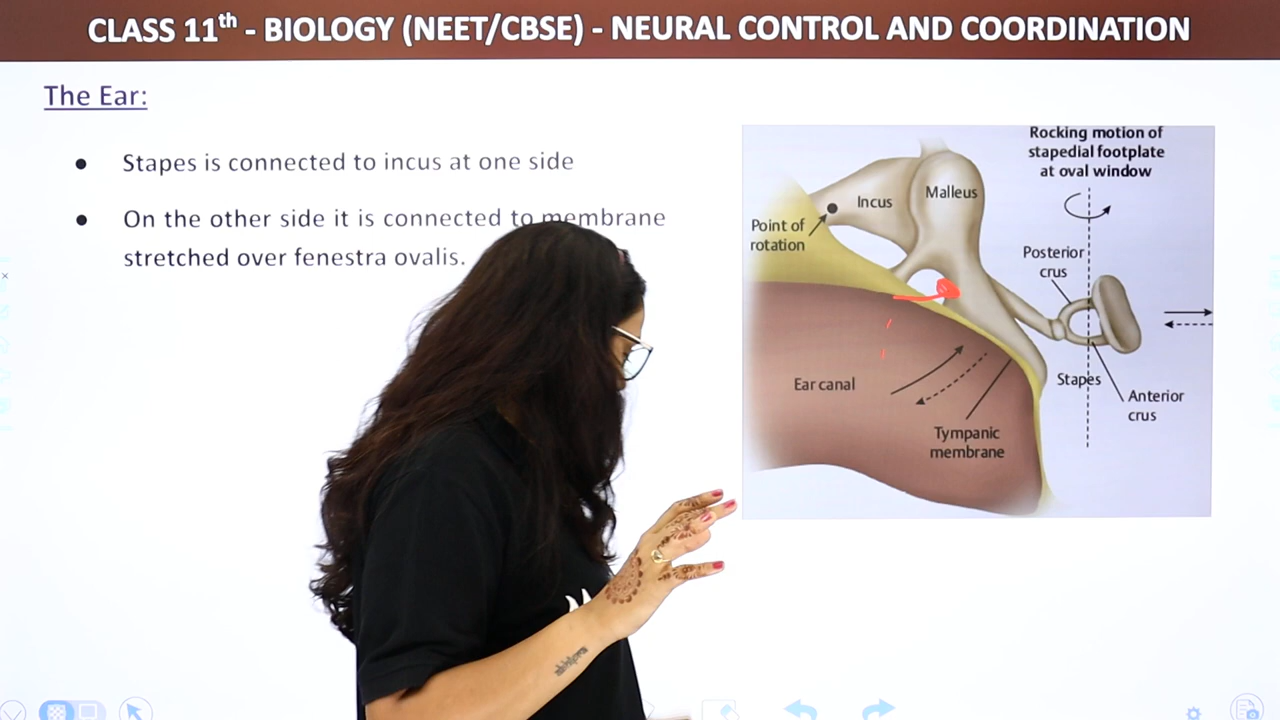 CLASS 11th - BIOLOGY (NEET/CBSE) - NEURAL CONTROL AND COORDINATION
The Ear:
Stapes is connected to incus at one side
On the other side it is connected to membrane
stretched over fenestra ovalis.
Rocking motion of
stapedial footplate
at oval window
Malleus
Incus
Point of
rotation
Posterior
crus
Ear canal
Stapes
Anterior
crus
Tympanic
membrane